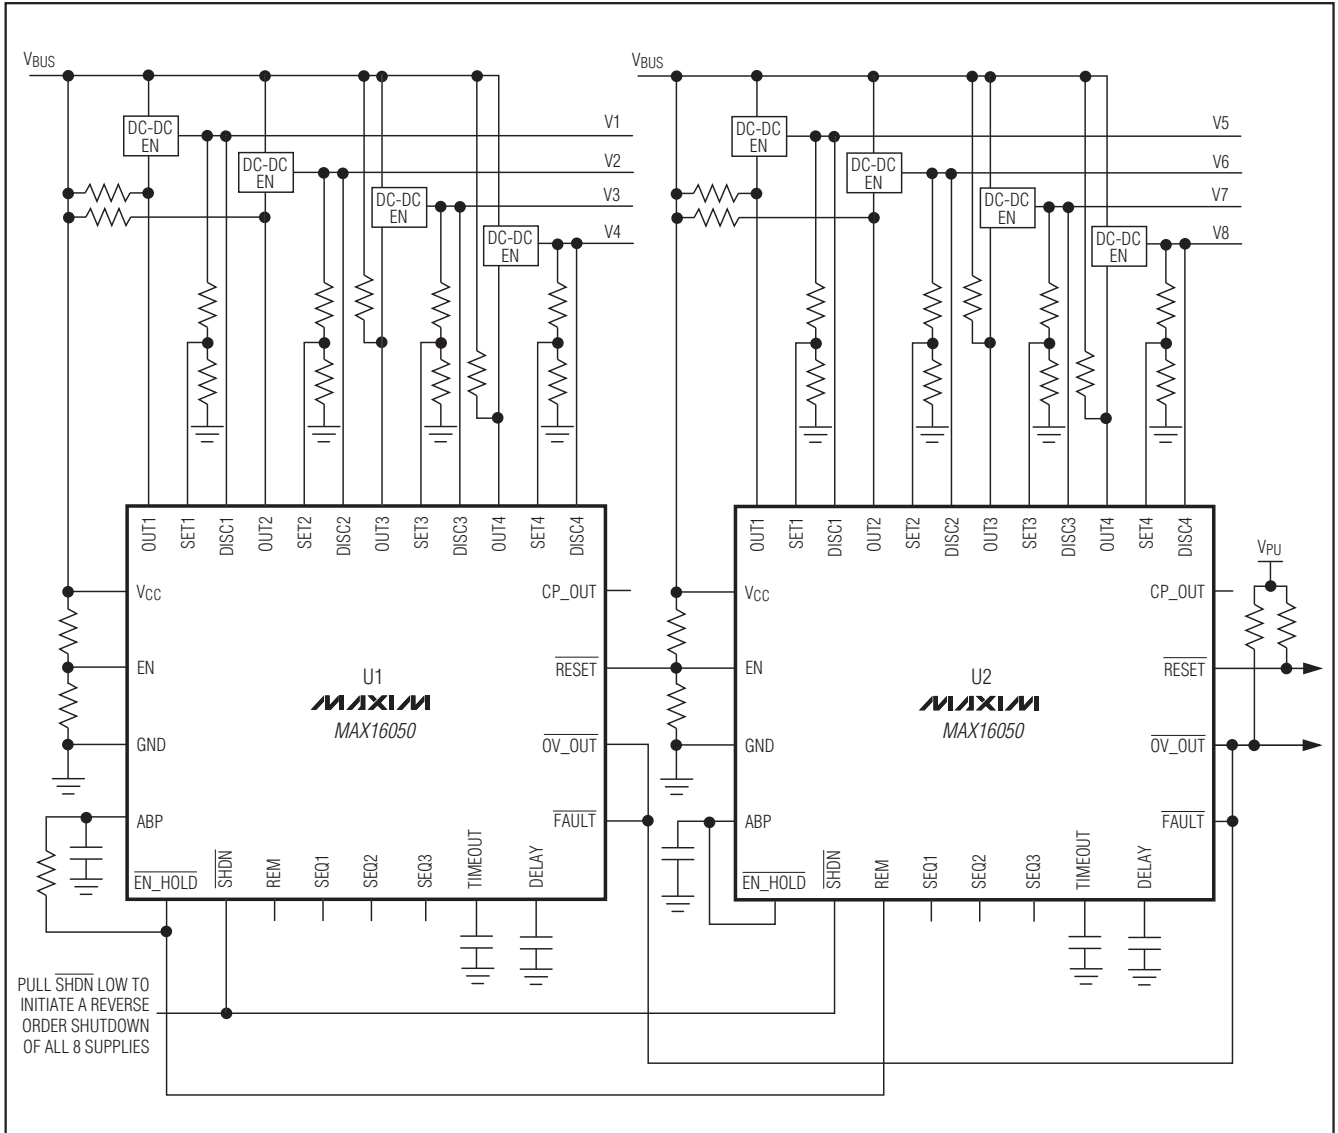 VBUS
VBUS
DC-DC
EN
V1
DC-DC
EN
V2
DC-DC
EN
V3
DC-DC
EN
V4
DC-DC
EN
V5
DC-DC
EN
V6
DC-DC
EN
V7
DC-DC
EN
V8
OUT1
SET1
DISC1
OUT2
SET2
DISC2
OUT3
SET3
DISC3
OUT4
SET4
DISC4
VCC
CP_OUT
EN
RESET
U1
MAXIM
MAX16050
GND
OV_OUT
ABP
FAULT
EN_HOLD
SHDN
REM
SEQ1
SEQ2
SEQ3
TIMEOUT
DELAY
OUT1
SET1
DISC1
OUT2
SET2
DISC2
OUT3
SET3
DISC3
OUT4
SET4
DISC4
VPU
VCC
CP_OUT
EN
RESET
U2
MAXIM
MAX16050
GND
OV_OUT
ABP
FAULT
EN_HOLD
SHDN
REM
SEQ1
SEQ2
SEQ3
TIMEOUT
DELAY
PULL SHDN LOW TO
INITIATE A REVERSE
ORDER SHUTDOWN
OF ALL 8 SUPPLIES